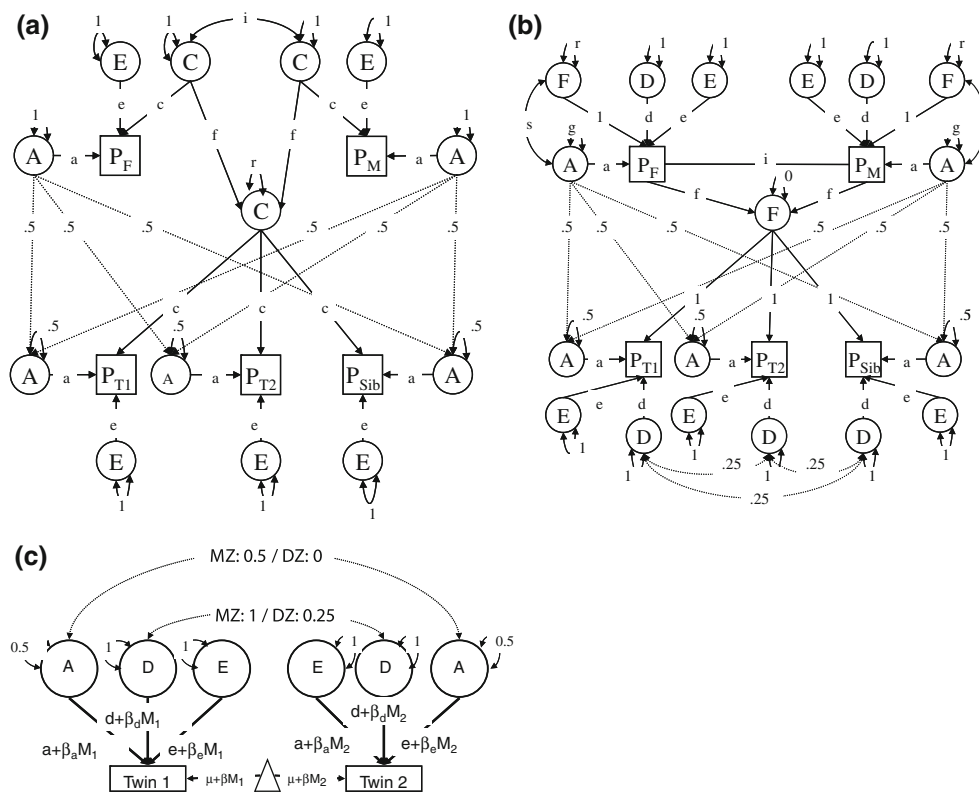 (a)
1 1 i 1 1
E C C E
e c c e
1 f f 1
A a P_F P_M a A
r
C
.5 .5 .5 .5 .5 .5
c c c
.5 .5 .5
A a P_T1 A a P_T2 P_Sib a A
e e e
E E E
1 1 1
(b)
r 1 1 1 1 r
F D E E D F
1 d e e d 1
s g g s
A a P_F i P_M a A
f 0 f
F
.5 .5 .5 .5 .5 .5
1 1 1
.5 .5 .5
A a P_T1 A a P_T2 P_Sib a A
e d e d d e
E D E D D E
1 1 1 1 1 1
.25 .25
.25
(c)
MZ: 0.5 / DZ: 0
MZ: 1 / DZ: 0.25
0.5 1 1 1 1 0.5
A D E E D A
d+β_dM_1 d+β_dM_2
a+β_aM_1 e+β_eM_1 a+β_aM_2 e+β_eM_2
Twin 1 μ+βM_1 μ+βM_2 Twin 2